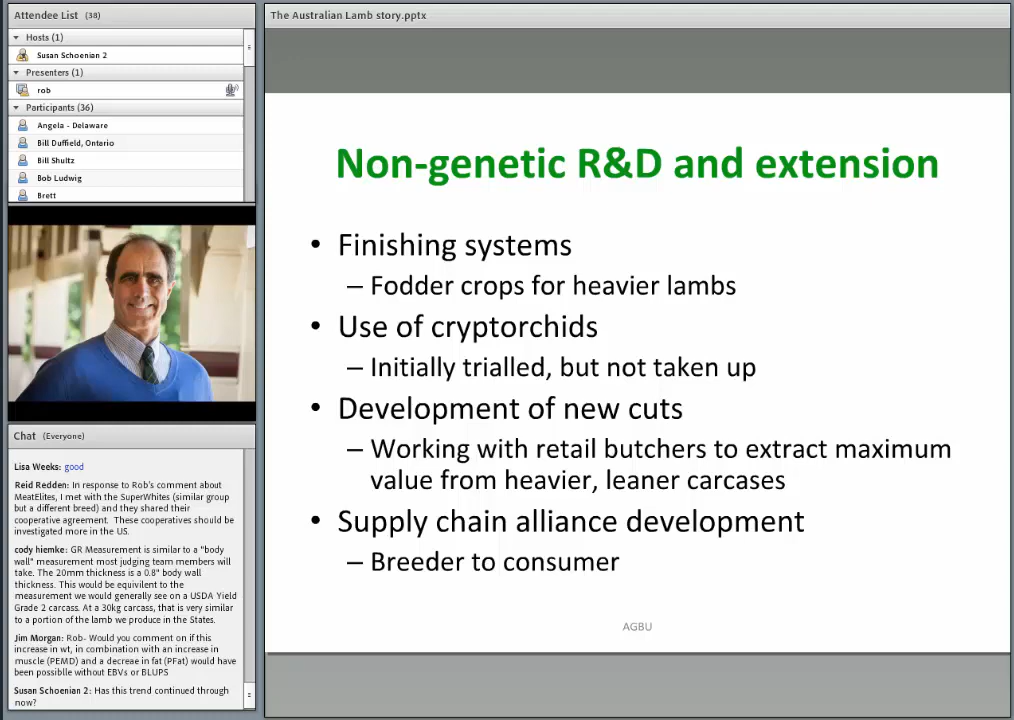 Attendee List (38)
Hosts (1)
Susan Schoenian 2
Presenters (1)
rob
Participants (36)
Angela - Delaware
Bill Duffield, Ontario
Bill Shultz
Bob Ludwig
Brett
Chat (Everyone)
Lisa Weeks: good
Reid Redden: In response to Rob's comment about
MeatElites, I met with the SuperWhites (similar group
but a different breed) and they shared their
cooperative agreement. These cooperatives should be
investigated more in the US.
cody hiemke: GR Measurement is similar to a "body
wall" measurement most judging team members will
take. The 20mm thickness is a 0.8" body wall
thickness. This would be equivilent to the
measurement we would generally see on a USDA Yield
Grade 2 carcass. At a 30kg carcass, that is very similar
to a portion of the lamb we produce in the States.
Jim Morgan: Rob- Would you comment on if this
increase in wt, in combination with an increase in
muscle (PEMD) and a decreae in fat (PFat) would have
been possiblle without EBVs or BLUPS
Susan Schoenian 2: Has this trend continued through
now?
The Australian Lamb story.pptx
Non-genetic R&D and extension
• Finishing systems
– Fodder crops for heavier lambs
• Use of cryptorchids
– Initially trialled, but not taken up
• Development of new cuts
– Working with retail butchers to extract maximum
value from heavier, leaner carcases
• Supply chain alliance development
– Breeder to consumer
AGBU